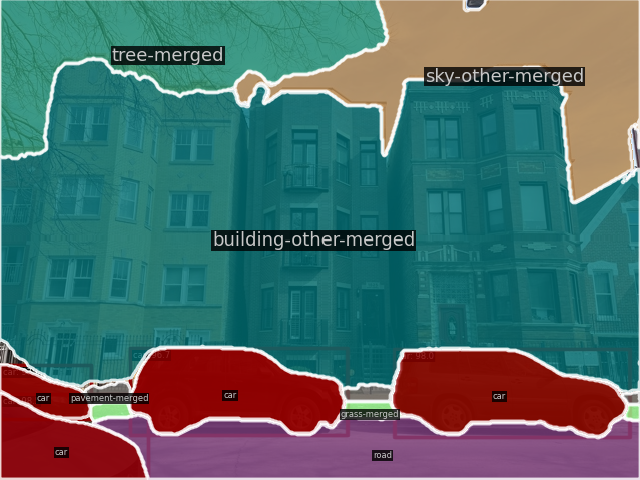 tree-merged
sky-other-merged
building-other-merged
car
car
car
pavement-merged
grass-merged
car
road